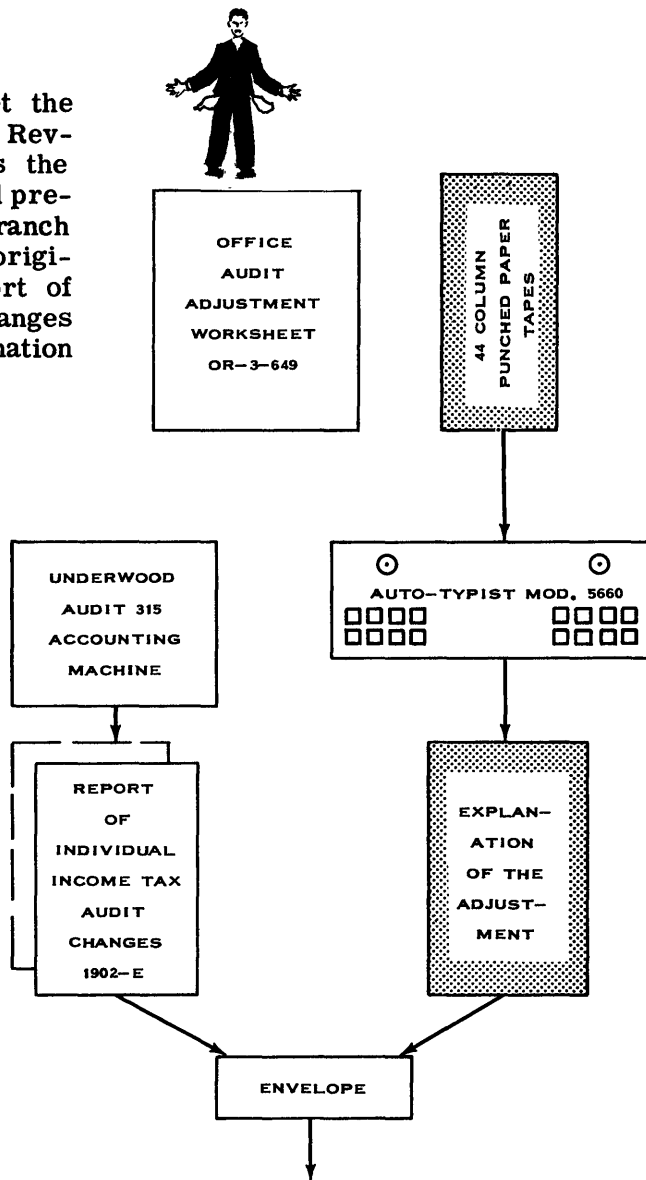 et the
Rev-
s the
l pre-
ranch
origi-
rt of
anges
nation
OFFICE
AUDIT
ADJUSTMENT
WORKSHEET
OR-3-649
44 COLUMN
PUNCHED PAPER
TAPES
AUTO-TYPIST MOD. 5660
UNDERWOOD
AUDIT 315
ACCOUNTING
MACHINE
REPORT
OF
INDIVIDUAL
INCOME TAX
AUDIT
CHANGES
1902-E
EXPLAN-
ATION
OF THE
ADJUST-
MENT
ENVELOPE